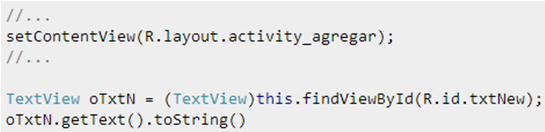 //...
setContentView(R.layout.activity_agregar);
//...
TextView oTxtN = (TextView)this.findViewById(R.id.txtNew);
oTxtN.getText().toString()